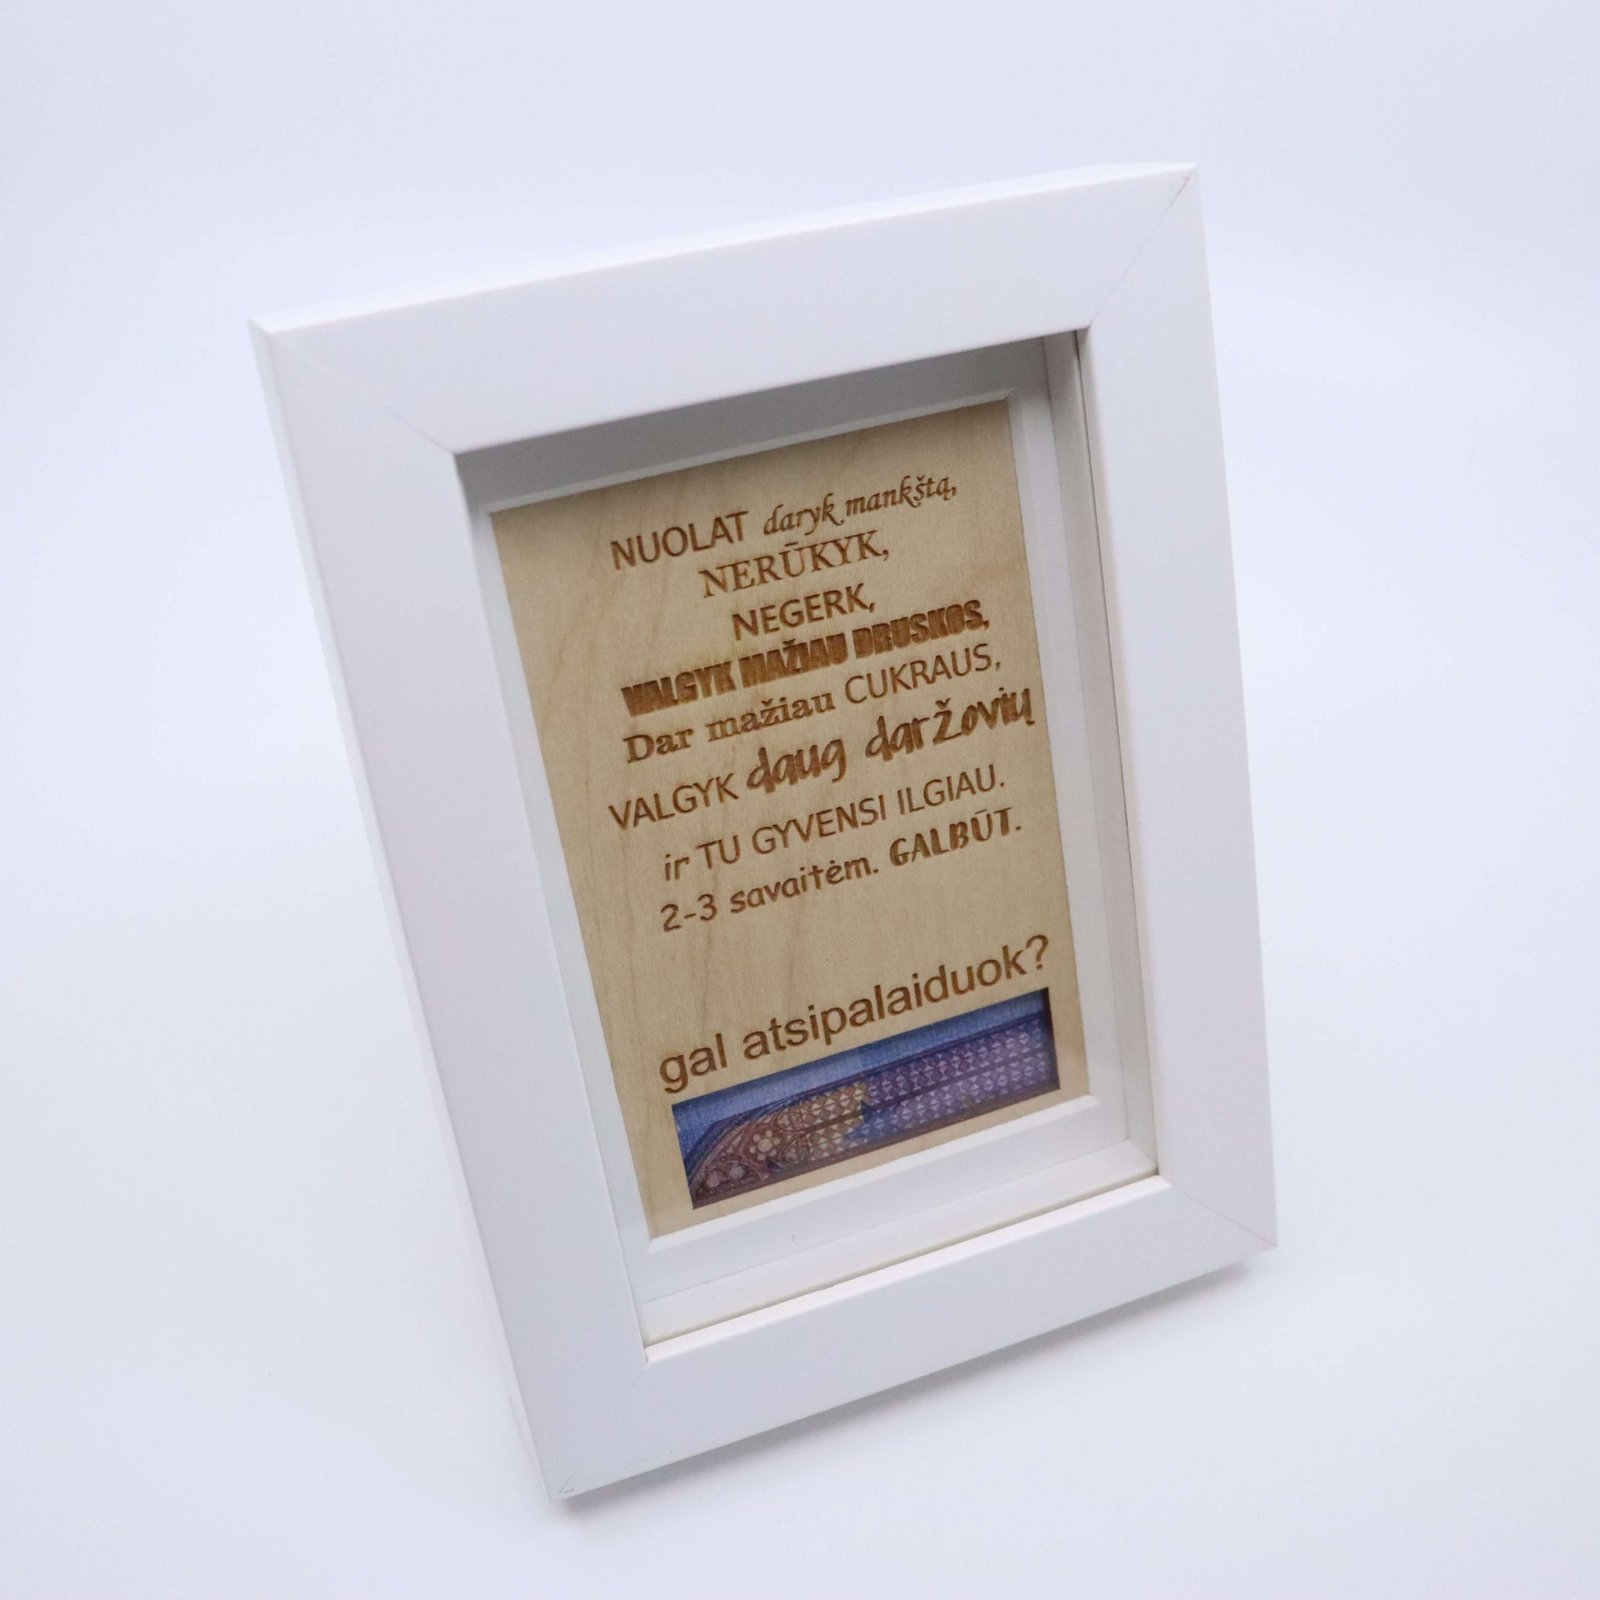 NUOLAT daryk mankštą,
NERŪKYK,
NEGERK,
VALGYK MAŽIAU DRUSKOS,
Dar mažiau CUKRAUS,
VALGYK daug darŽovių
ir TU GYVENSI ILGIAU.
2-3 savaitėm. GALBŪT.
gal atsipalaiduok?